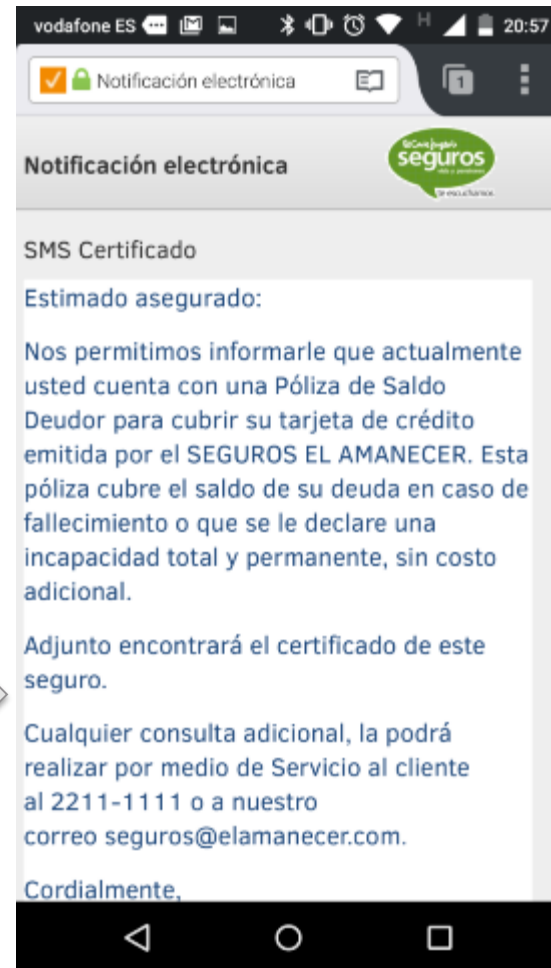 vodafone ES
H
20:57
Notificación electrónica
1
Notificación electrónica
seguros
SMS Certificado
Estimado asegurado:
Nos permitimos informarle que actualmente
usted cuenta con una Póliza de Saldo
Deudor para cubrir su tarjeta de crédito
emitida por el SEGUROS EL AMANECER. Esta
póliza cubre el saldo de su deuda en caso de
fallecimiento o que se le declare una
incapacidad total y permanente, sin costo
adicional.
Adjunto encontrará el certificado de este
seguro.
Cualquier consulta adicional, la podrá
realizar por medio de Servicio al cliente
al 2211-1111 o a nuestro
correo seguros@elamanecer.com.
Cordialmente,